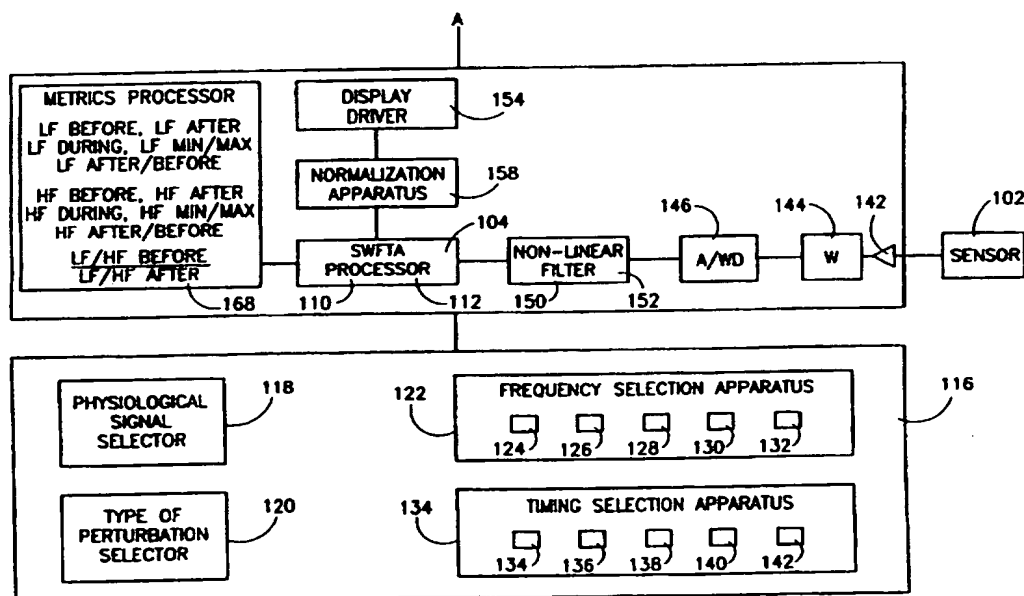 A
METRICS PROCESSOR
LF BEFORE, LF AFTER
LF DURING, LF MIN/MAX
LF AFTER/BEFORE
HF BEFORE, HF AFTER
HF DURING, HF MIN/MAX
HF AFTER/BEFORE
LF/HF BEFORE
LF/HF AFTER
168
DISPLAY
DRIVER
154
NORMALIZATION
APPARATUS
158
104
SWFTA
PROCESSOR
110
112
NON-LINEAR
FILTER
150
152
146
A/WD
144
W
142
102
SENSOR
PHYSIOLOGICAL
SIGNAL
SELECTOR
118
122
FREQUENCY SELECTION APPARATUS
124 126 128 130 132
116
TYPE OF
PERTURBATION
SELECTOR
120
134
TIMING SELECTION APPARATUS
134 136 138 140 142